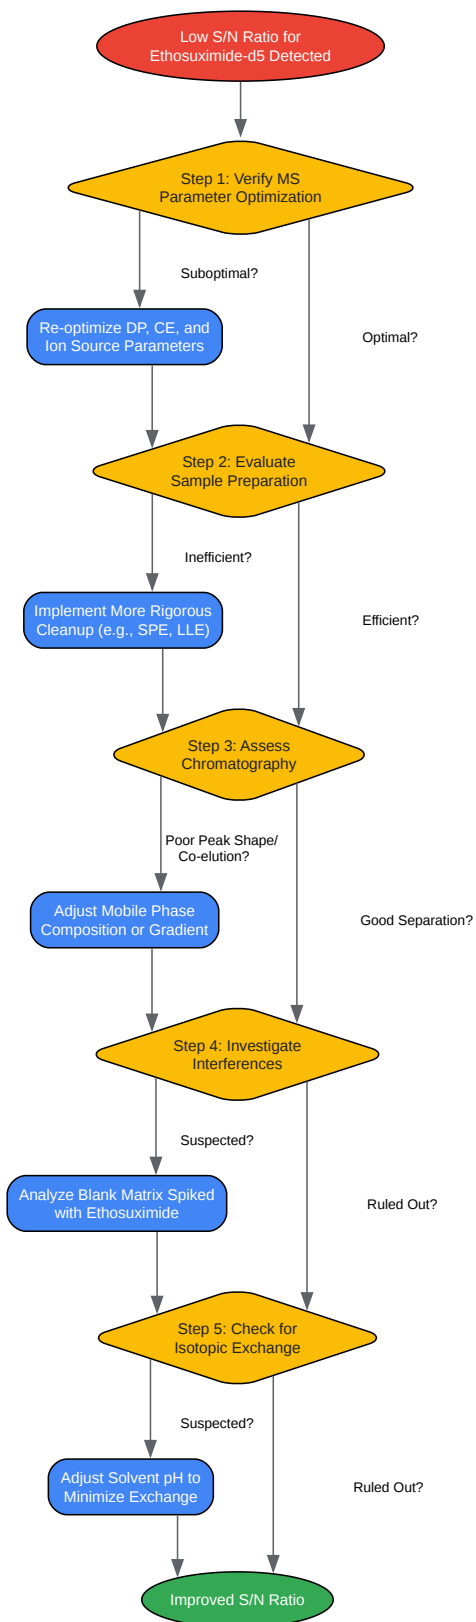 Low S/N Ratio for
Ethosuximide-d5 Detected
Step 1: Verify MS
Parameter Optimization
Suboptimal?
Re-optimize DP, CE, and
Ion Source Parameters
Optimal?
Step 2: Evaluate
Sample Preparation
Inefficient?
Implement More Rigorous
Cleanup (e.g., SPE, LLE)
Efficient?
Step 3: Assess
Chromatography
Poor Peak Shape/
Co-elution?
Adjust Mobile Phase
Composition or Gradient
Good Separation?
Step 4: Investigate
Interferences
Suspected?
Analyze Blank Matrix Spiked
with Ethosuximide
Ruled Out?
Step 5: Check for
Isotopic Exchange
Suspected?
Adjust Solvent pH to
Minimize Exchange
Ruled Out?
Improved S/N Ratio